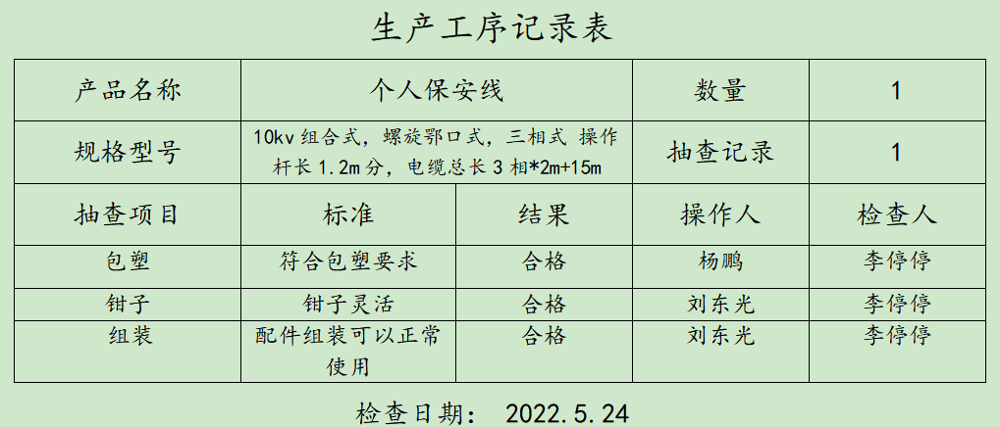 生产工序记录表
产品名称 个人保安线 数量 1
规格型号 10kv组合式，螺旋鄂口式，三相式 操作 抽查记录 1
杆长1.2m分，电缆总长3相*2m+15m
抽查项目 标准 结果 操作人 检查人
包塑 符合包塑要求 合格 杨鹏 李停停
钳子 钳子灵活 合格 刘东光 李停停
组装 配件组装可以正常 合格 刘东光 李停停
使用
检查日期： 2022.5.24